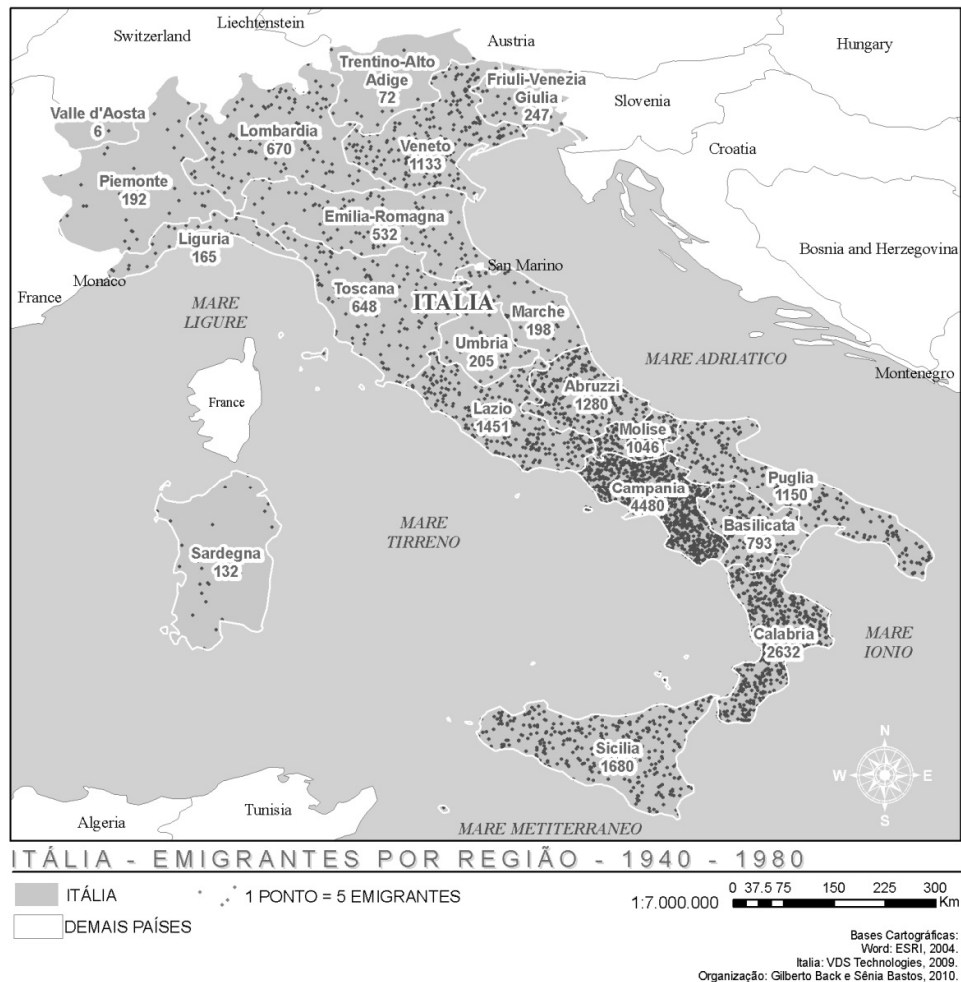 Liechtenstein
Switzerland
Austria
Hungary
Trentino-Alto
Adige
72
Friuli-Venezia
Giulia
247
Slovenia
Valle d'Aosta
6
Lombardia
670
Veneto
1133
Croatia
Piemonte
192
Emilia-Romagna
532
Liguria
165
Bosnia and Herzegovina
San Marino
Monaco
France
Toscana
648
ITALIA
MARE
LIGURE
Marche
198
Umbria
205
MARE ADRIATICO
Montenegro
Abruzzi
1280
France
Lazio
1451
Molise
1046
Puglia
1150
Campania
4480
MARE
TIRRENO
Basilicata
793
Sardegna
132
Calabria
2632
MARE
IONIO
Sicilia
1680
N
W
E
S
Algeria
Tunisia
MARE METITERRANEO
ITÁLIA - EMIGRANTES POR REGIÃO - 1940 - 1980
ITÁLIA
1 PONTO = 5 EMIGRANTES
DEMAIS PAÍSES
1:7.000.000
0 37,5 75 150 225 300
Km
Bases Cartográficas:
Word: ESRI, 2004.
Italia: VDS Technologies, 2009.
Organização: Gilberto Back e Sênia Bastos, 2010.